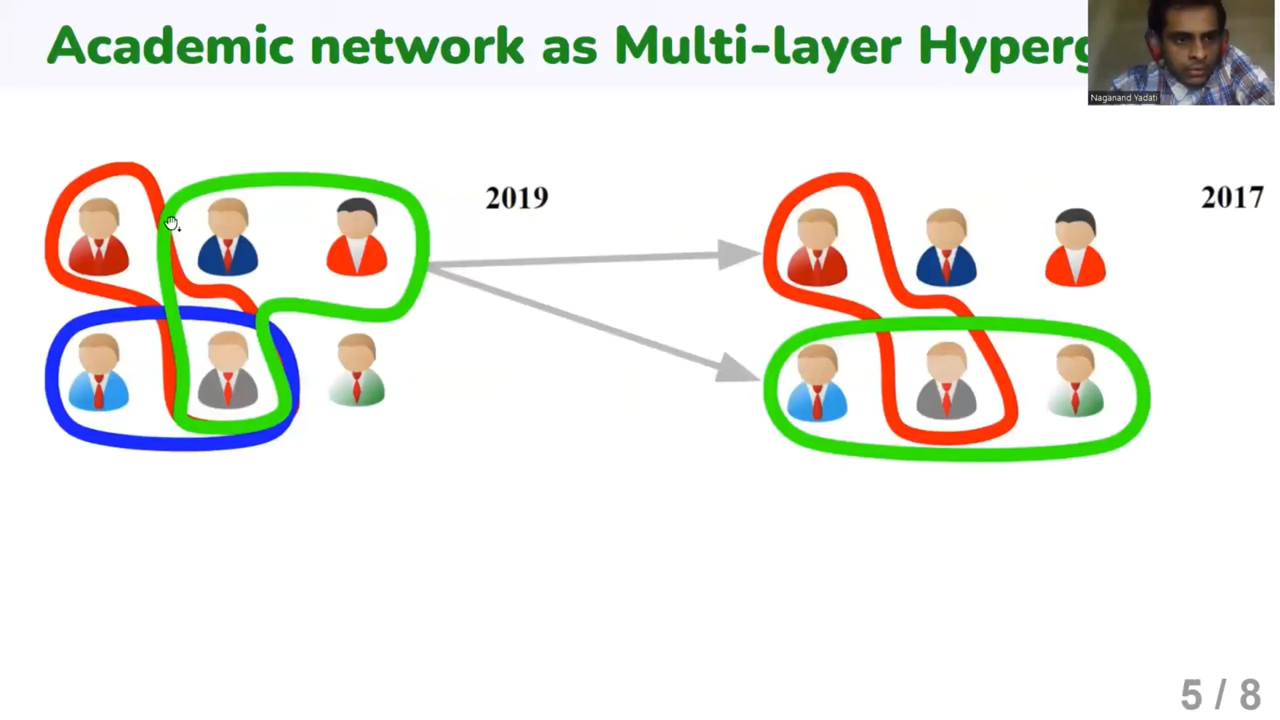 Academic network as Multi-layer Hyperg
Naganand Yadati
2019
2017
5 / 8